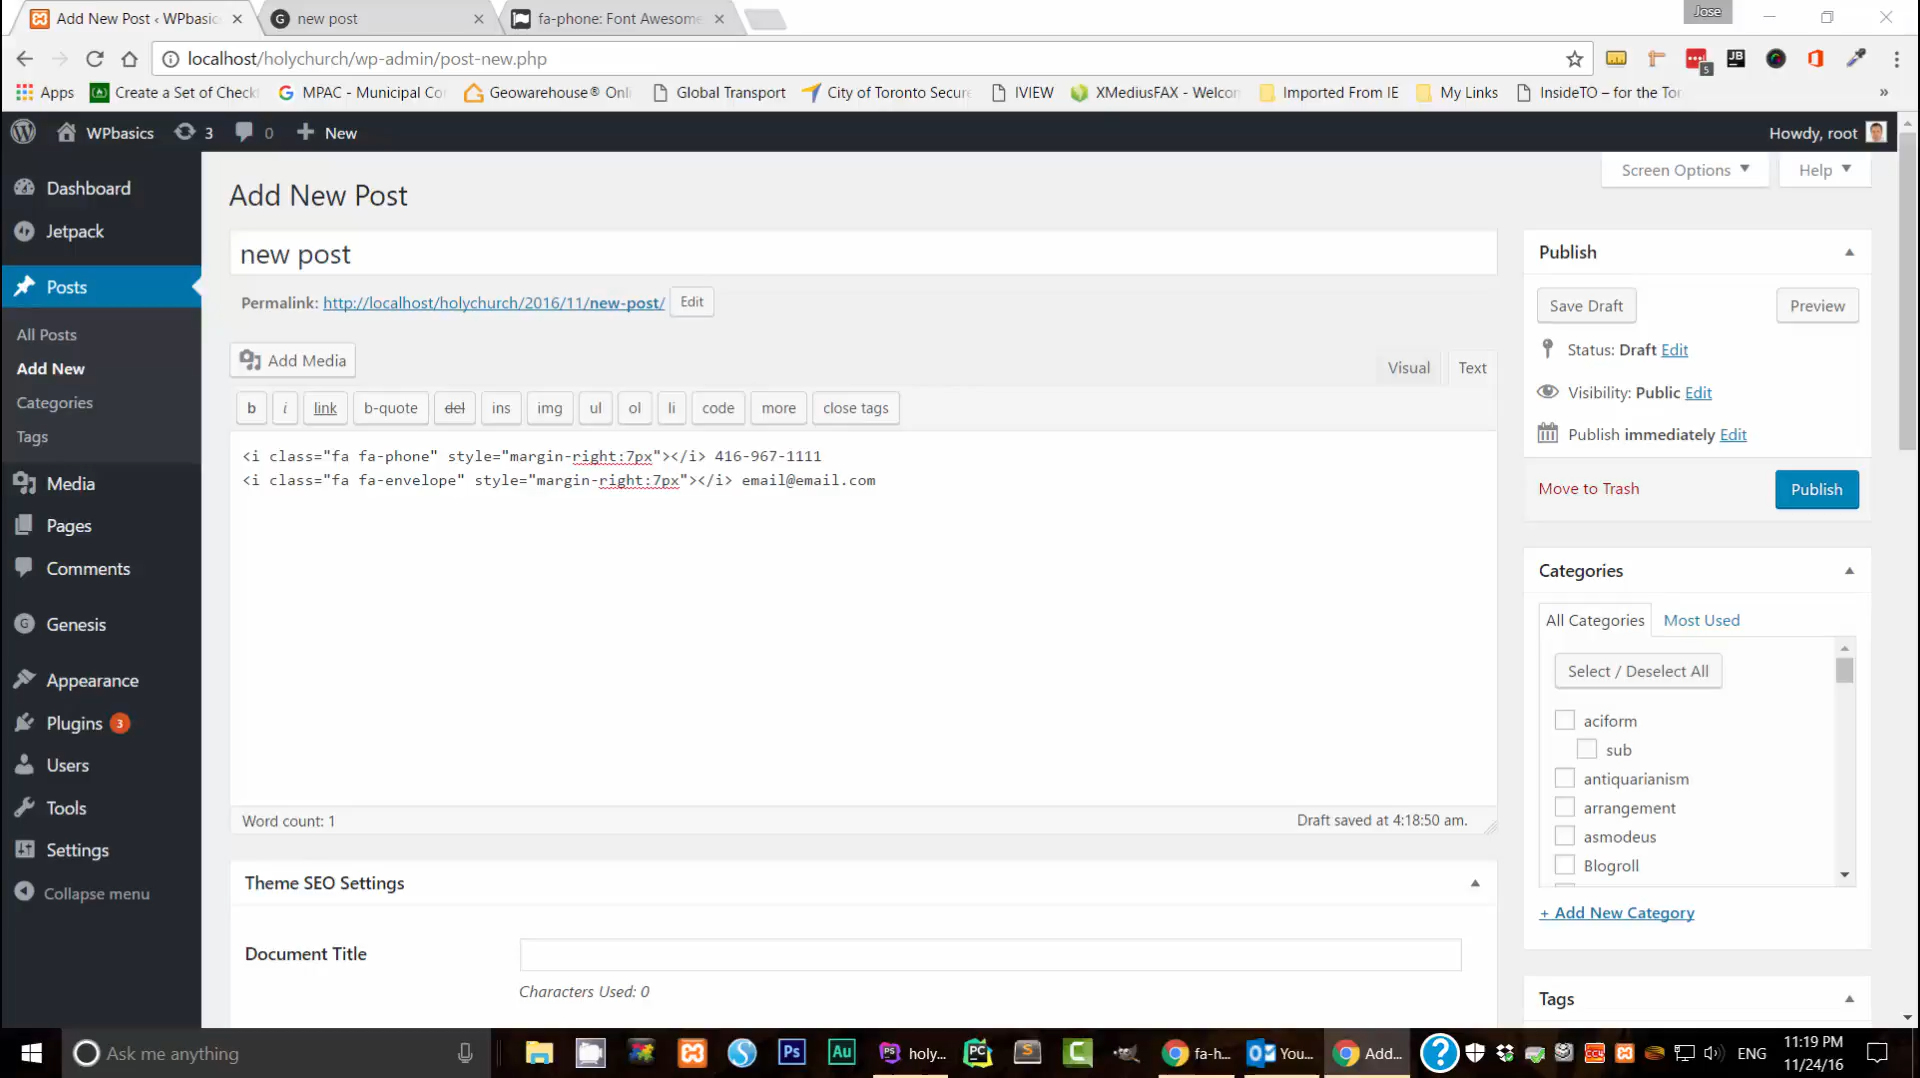 Add New Post ‹ WPbasic
new post
fa-phone: Font Awesome
Jose
localhost/holychurch/wp-admin/post-new.php
5
Apps
Create a Set of Check
MPAC - Municipal Co
Geowarehouse® Onl
Global Transport
City of Toronto Secure
IVIEW
XMediusFAX - Welcom
Imported From IE
My Links
InsideTO – for the Tor
»
WPbasics
3
0
New
Howdy, root
Dashboard
Jetpack
Posts
All Posts
Add New
Categories
Tags
Media
Pages
Comments
Genesis
Appearance
Plugins 3
Users
Tools
Settings
Collapse menu
Screen Options
Help
Add New Post
new post
Permalink: http://localhost/holychurch/2016/11/new-post/ Edit
Add Media
Visual
Text
b i link b-quote del ins img ul ol li code more close tags
<i class="fa fa-phone" style="margin-right:7px"></i> 416-967-1111
<i class="fa fa-envelope" style="margin-right:7px"></i> email@email.com
Word count: 1
Draft saved at 4:18:50 am.
Theme SEO Settings
Document Title
Characters Used: 0
Publish
Save Draft
Preview
Status: Draft Edit
Visibility: Public Edit
Publish immediately Edit
Move to Trash
Publish
Categories
All Categories
Most Used
Select / Deselect All
aciform
sub
antiquarianism
arrangement
asmodeus
Blogroll
+ Add New Category
Tags
Ask me anything
Ps
Au
PS
holy...
PC
S
C
fa-h...
You...
Add...
?
ENG
11:19 PM
11/24/16